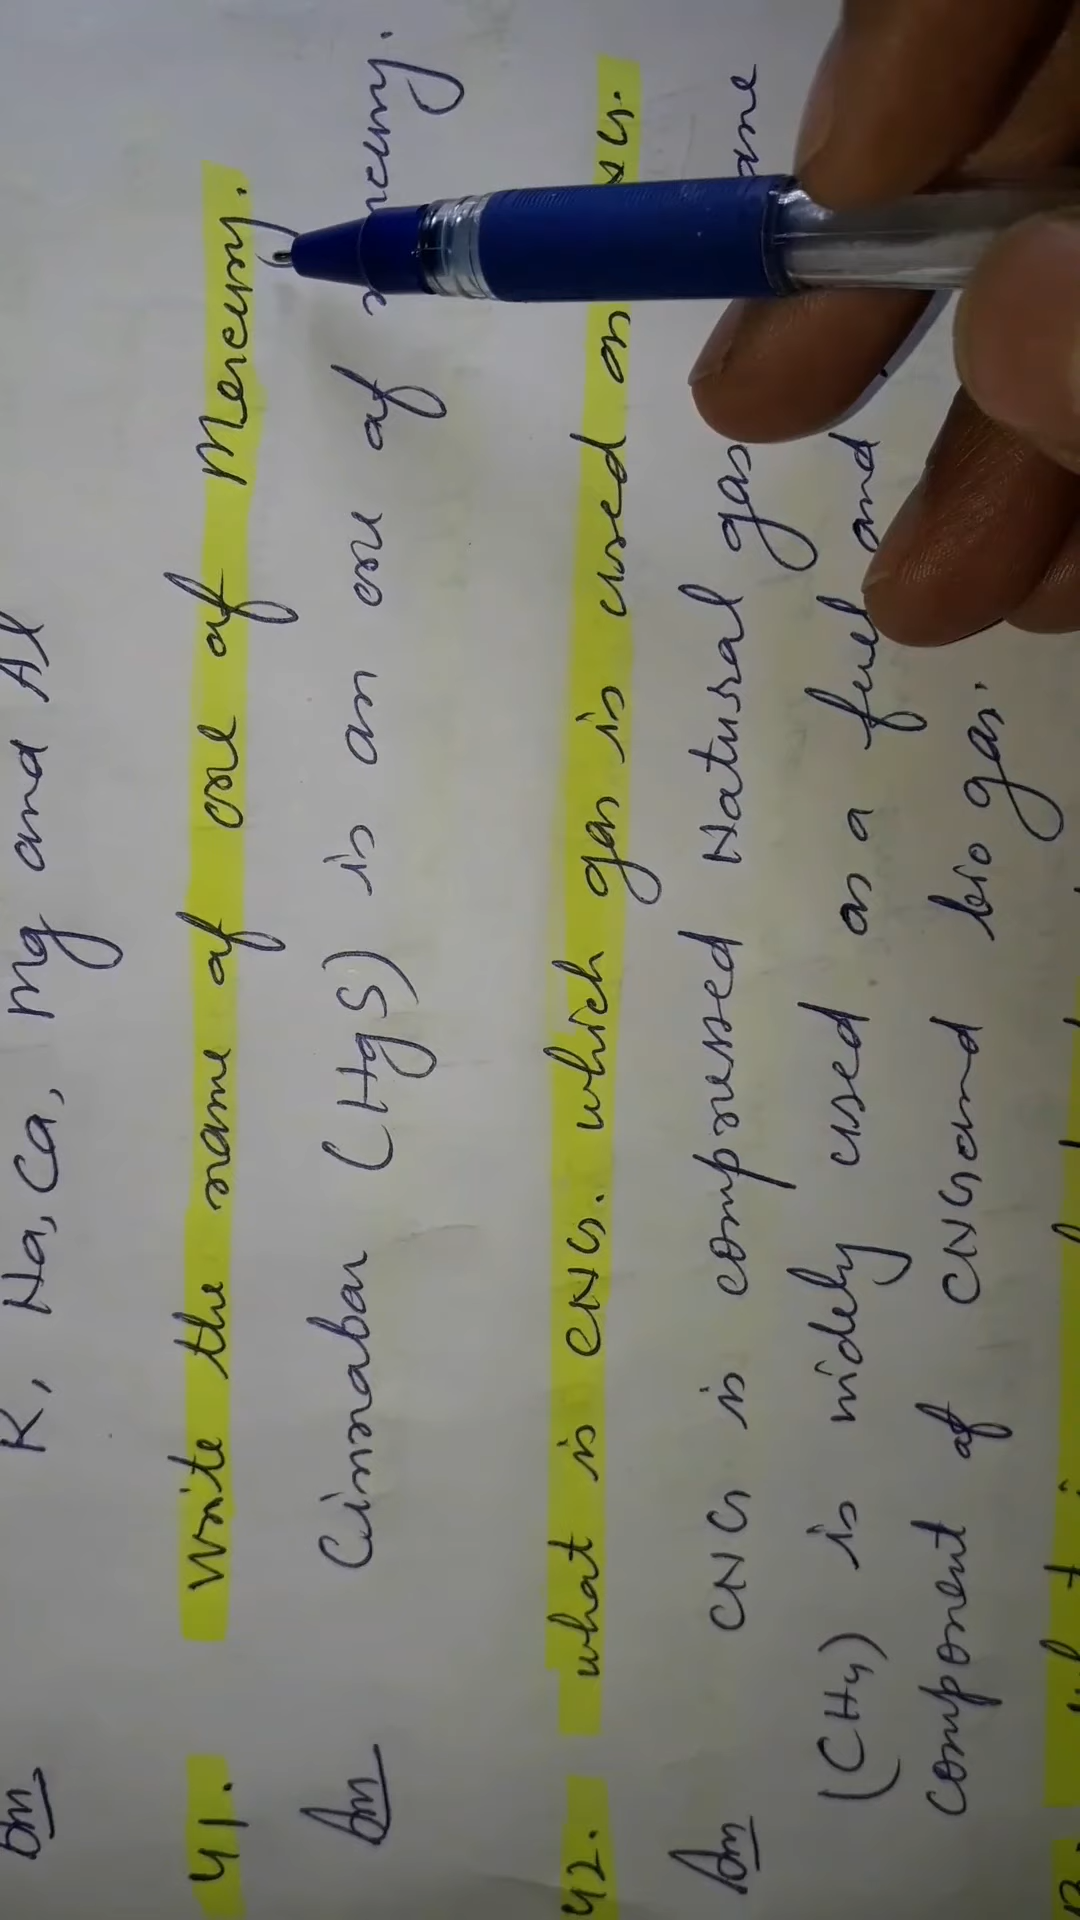 Ans K, Na, Ca, Mg and Al
41. Write the name of ore of Mercury.
Ans Cinnabar (HgS) is an ore of
42. what is CNG. which gas is used as
Ans CNG is compressed Natural gas
(CH4) is widely used as a fuel and
component of CNG and bio gas.